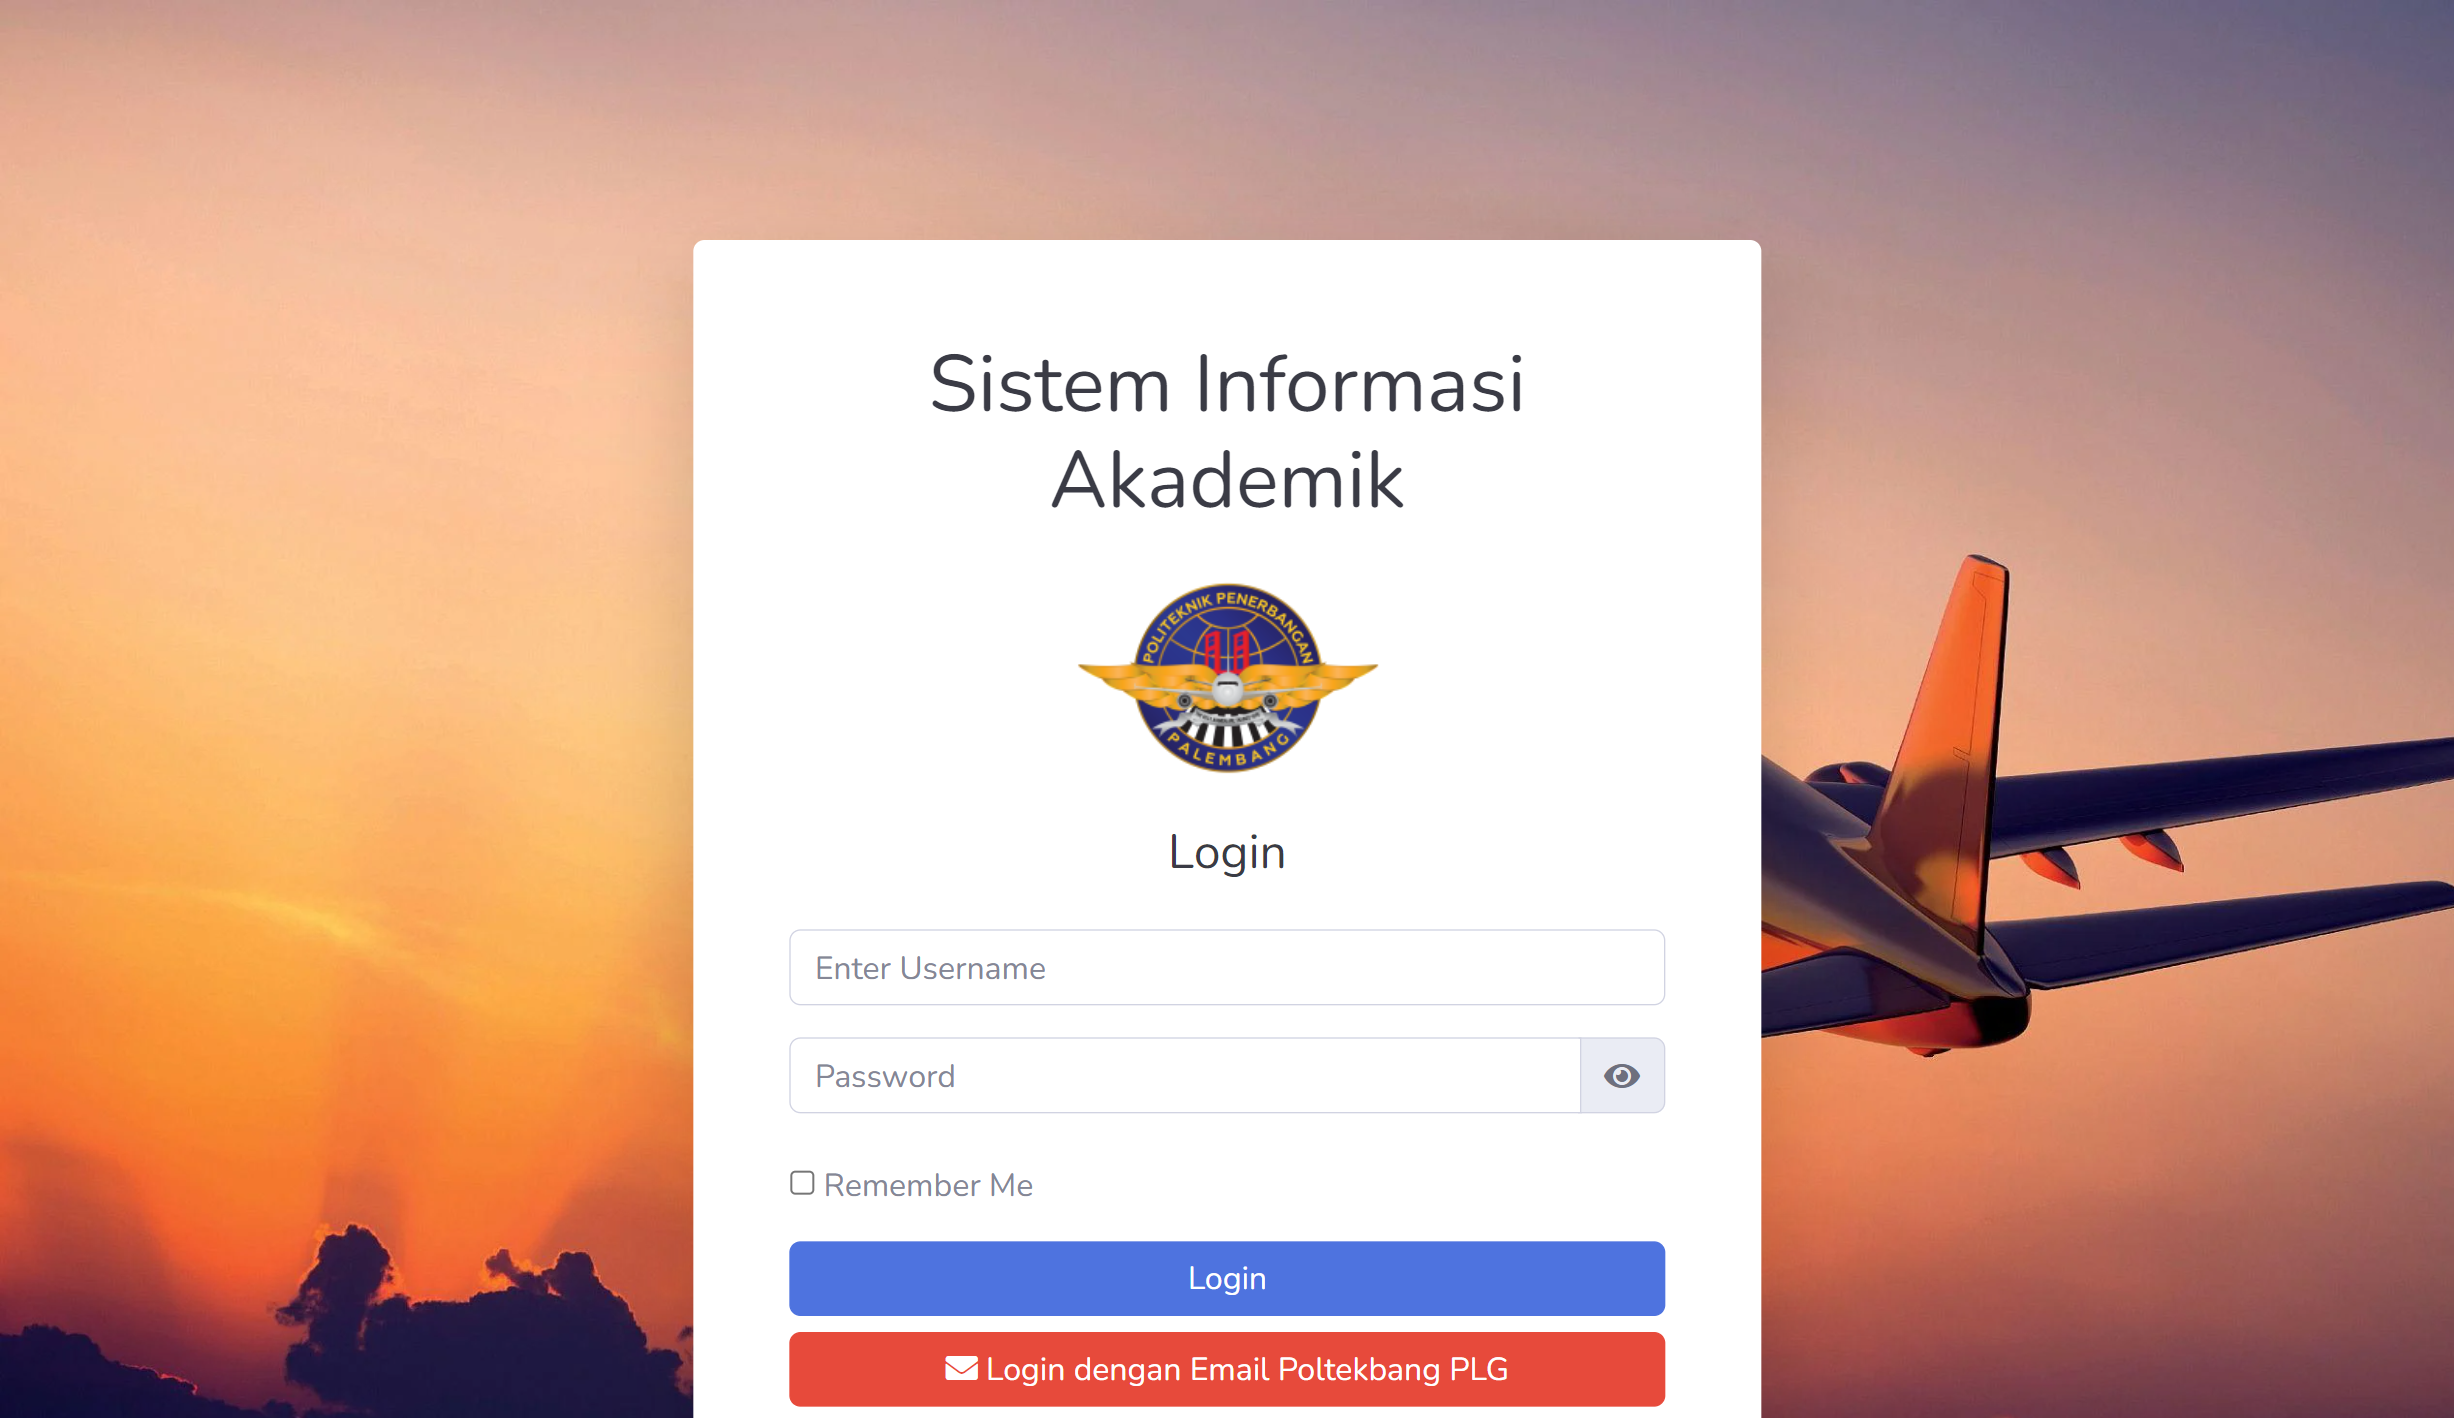 Sistem Informasi
Akademik
POLITEKNIK PENERBANGAN
PALEMBANG
Login
Enter Username
Password
Remember Me
Login
Login dengan Email Poltekbang PLG